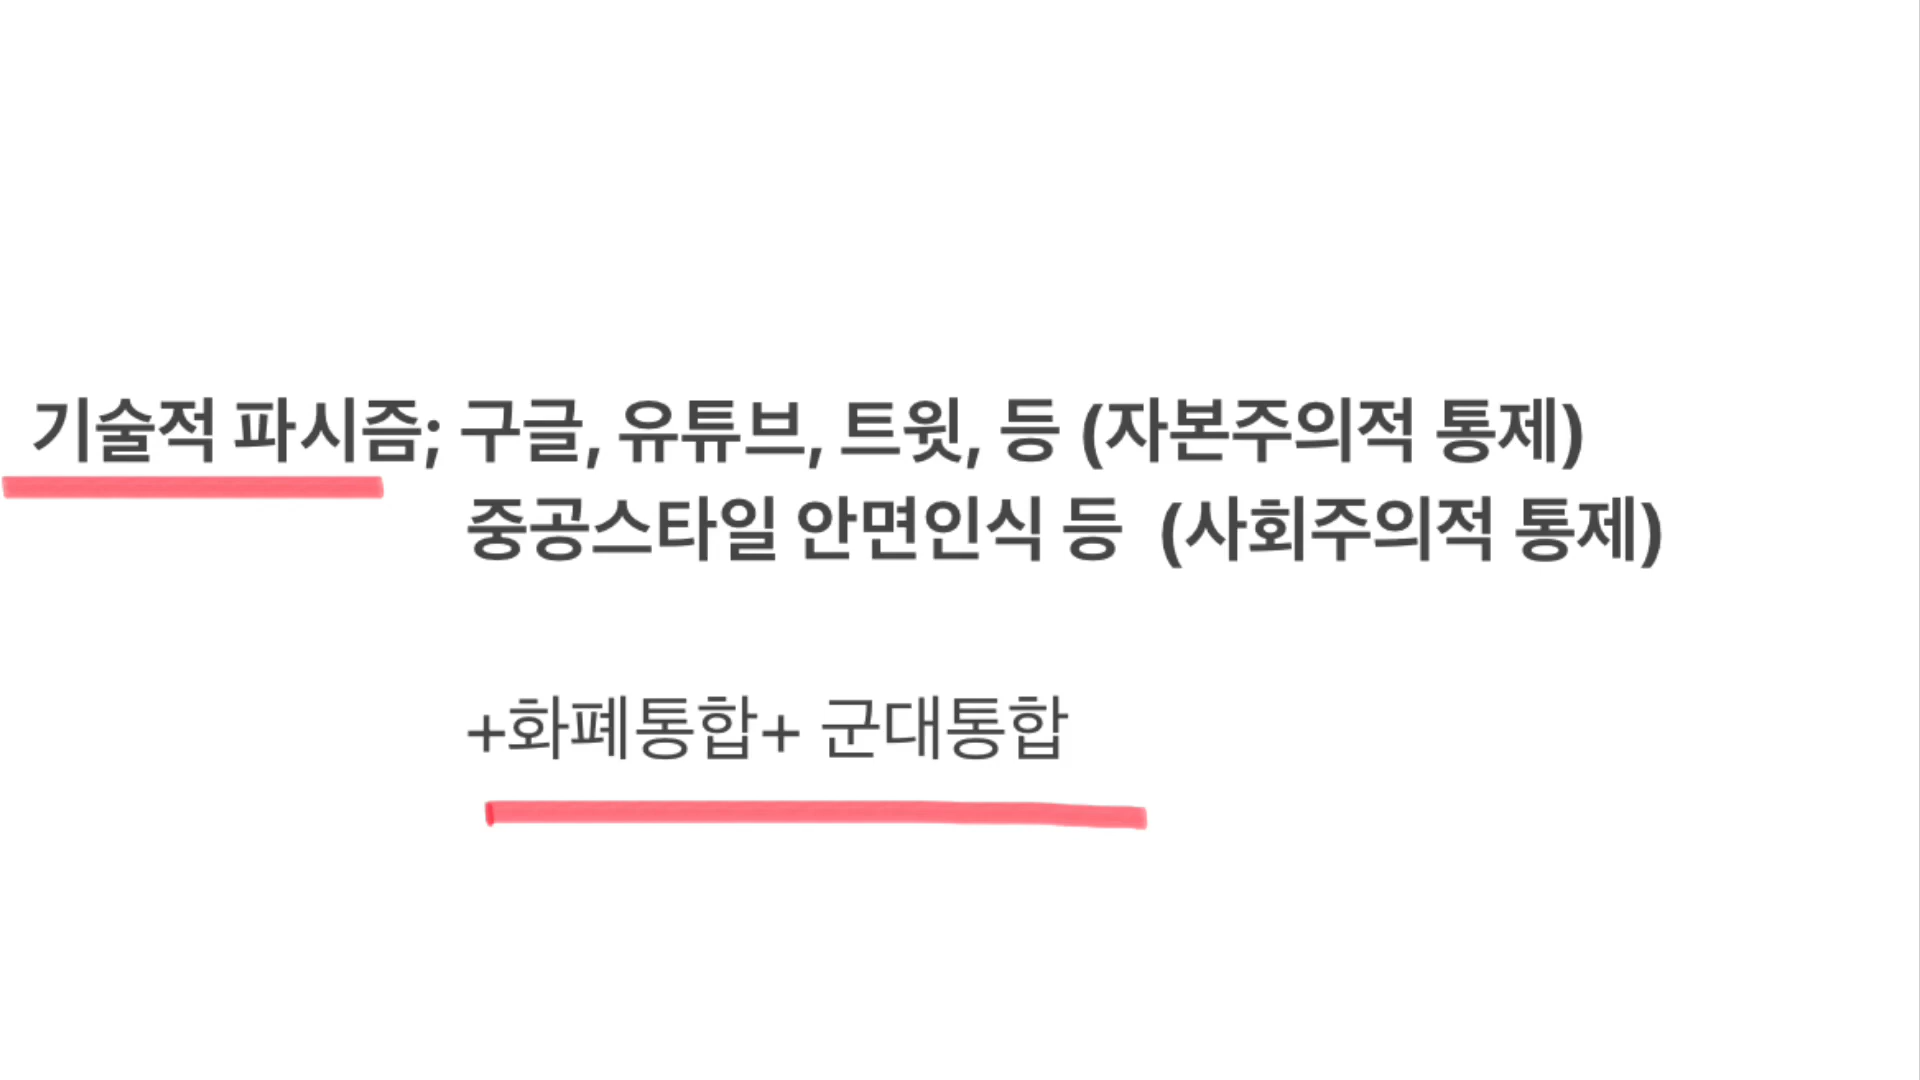 기술적 파시즘; 구글, 유튜브, 트윗, 등 (자본주의적 통제)
중공스타일 안면인식 등 (사회주의적 통제)
+화폐통합+ 군대통합